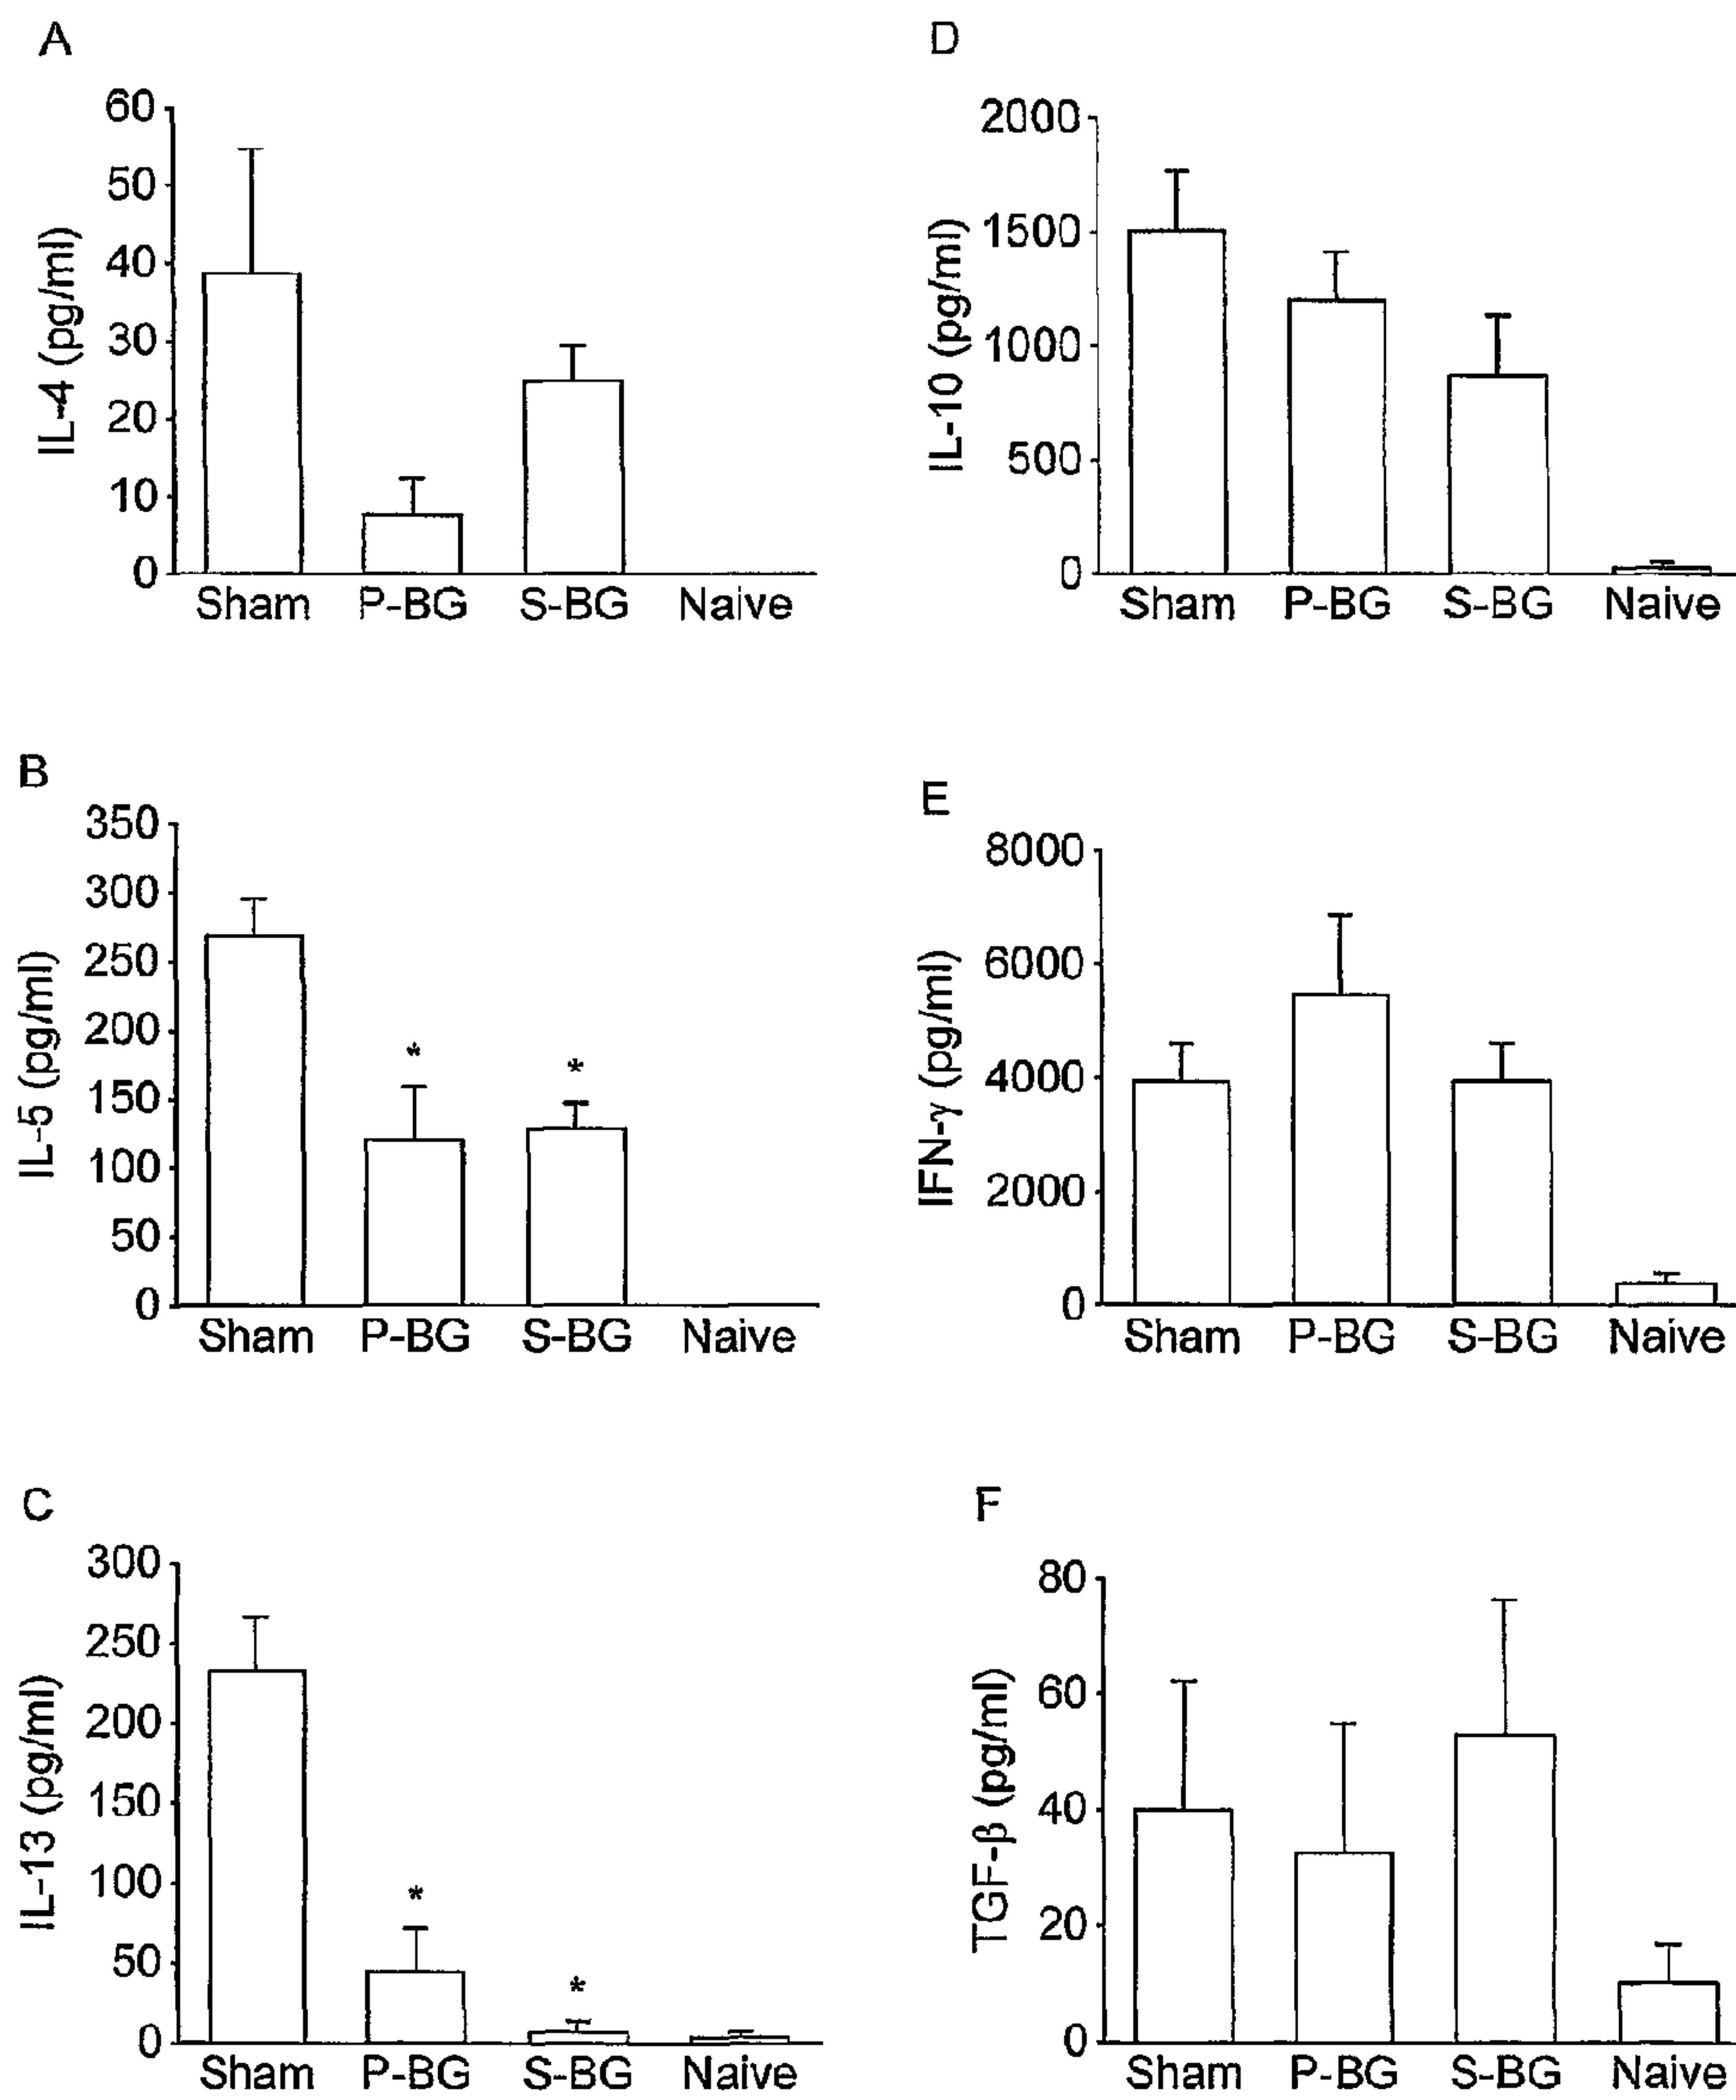 A
IL-4 (pg/ml)
60
50
40
30
20
10
0
Sham P-BG S-BG Naive
B
IL-5 (pg/ml)
350
300
250
200
150
100
50
0
* *
Sham P-BG S-BG Naive
C
IL-13 (pg/ml)
300
250
200
150
100
50
0
* *
Sham P-BG S-BG Naive
D
IL-10 (pg/ml)
2000
1500
1000
500
0
Sham P-BG S-BG Naive
E
IFN-γ (pg/ml)
8000
6000
4000
2000
0
Sham P-BG S-BG Naive
F
TGF-β (pg/ml)
80
60
40
20
0
Sham P-BG S-BG Naive